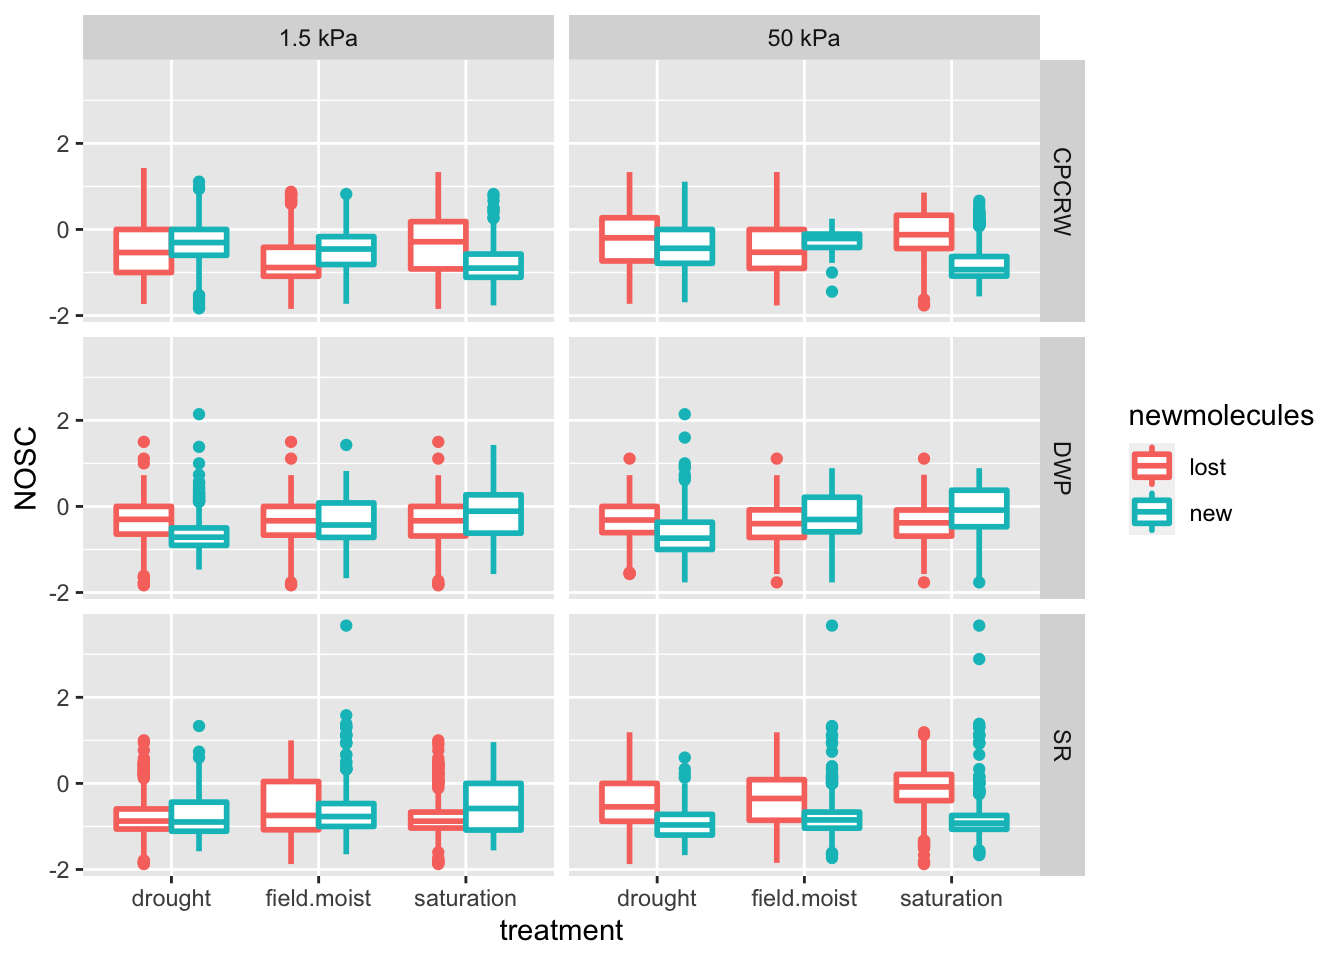 1.5 kPa
50 kPa
2
0
-2
CPCRW
2
0
-2
DWP
2
0
-2
SR
NOSC
drought
field.moist
saturation
drought
field.moist
saturation
treatment
newmolecules
lost
new